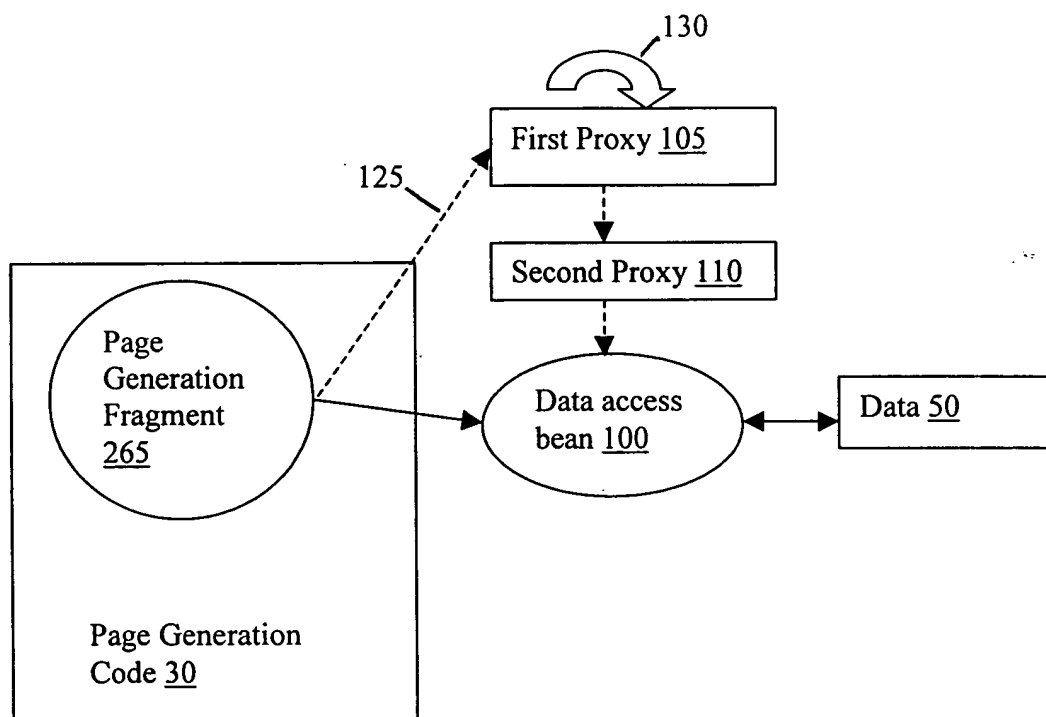 130
First Proxy 105
125
Second Proxy 110
Page
Generation
Fragment
265
Data access
bean 100
Data 50
Page Generation
Code 30